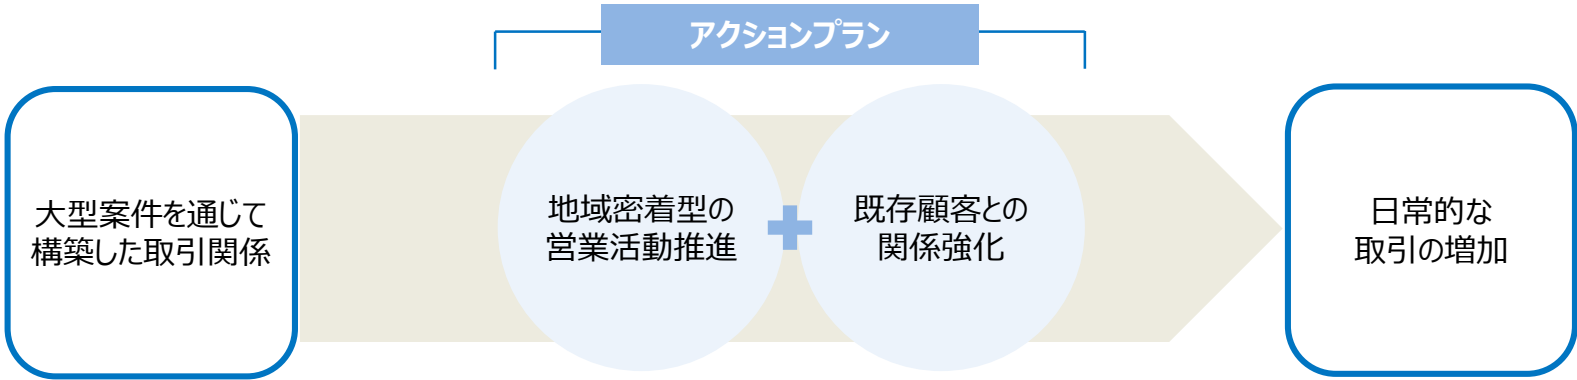 アクションプラン
大型案件を通じて
構築した取引関係
地域密着型の
営業活動推進
既存顧客との
関係強化
日常的な
取引の増加